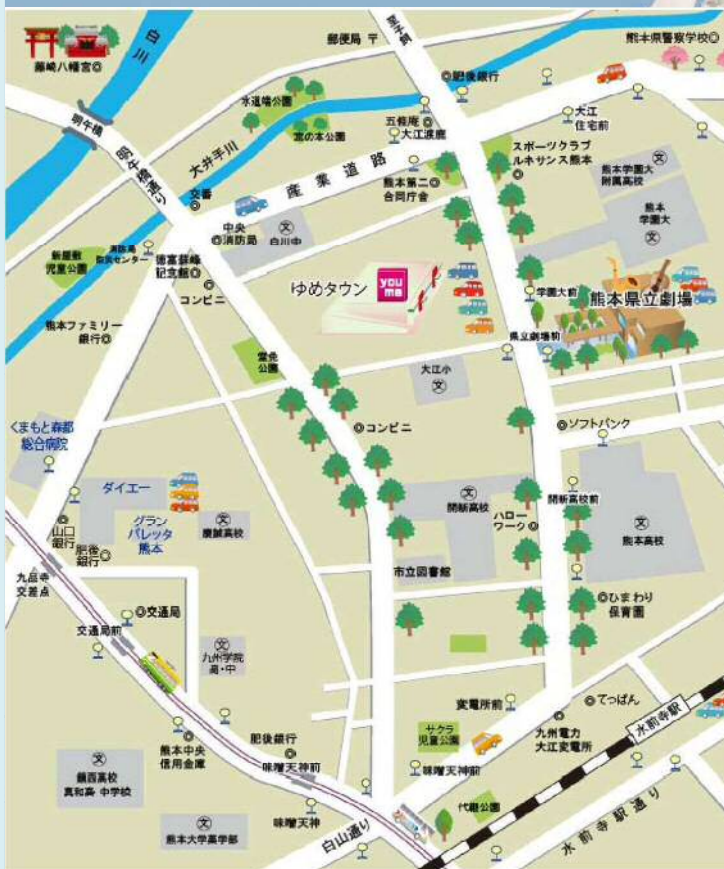 至子飼
郵便局 〒
熊本県警察学校◎
藤崎八幡宮◎
白川
◎肥後銀行
水道端公園
宮の本公園
五條庵◎
大江渡鹿
大江
住宅前
明午橋
明午橋通り
大井手川
産業道路
スポーツクラブ
ルネサンス熊本
熊本第二◎
合同庁舎
熊本学園大
附属高校
熊本
学園大
交番
中央
◎消防局
白川中
新屋敷
児童公園
消防局
防災センター
徳富蘇峰
記念館◎
コンビニ
ゆめタウン
you
me
学園大前
熊本県立劇場
県立劇場前
熊本ファミリー
銀行◎
堂免
公園
大江小
文
くまもと森都
総合病院
◎コンビニ
◎ソフトバンク
ダイエー
グラン
パレッタ
熊本
山口
銀行
肥後◎
銀行
文
慶誠高校
開新高校
文
ハロー
ワーク◎
開新高校前
文
熊本高校
市立図書館
九品寺
交差点
◎交通局
交通局前
◎ひまわり
保育園
文
九州学院
高・中
変電所前
◎てっぱん
水前寺駅
九州電力
大江変電所
サクラ
児童公園
熊本中央
信用金庫
肥後銀行
味噌天神前
味噌天神前
文
鎮西高校
真和高・中学校
味噌天神
代継公園
文
熊本大学薬学部
白山通り
水前寺駅通り